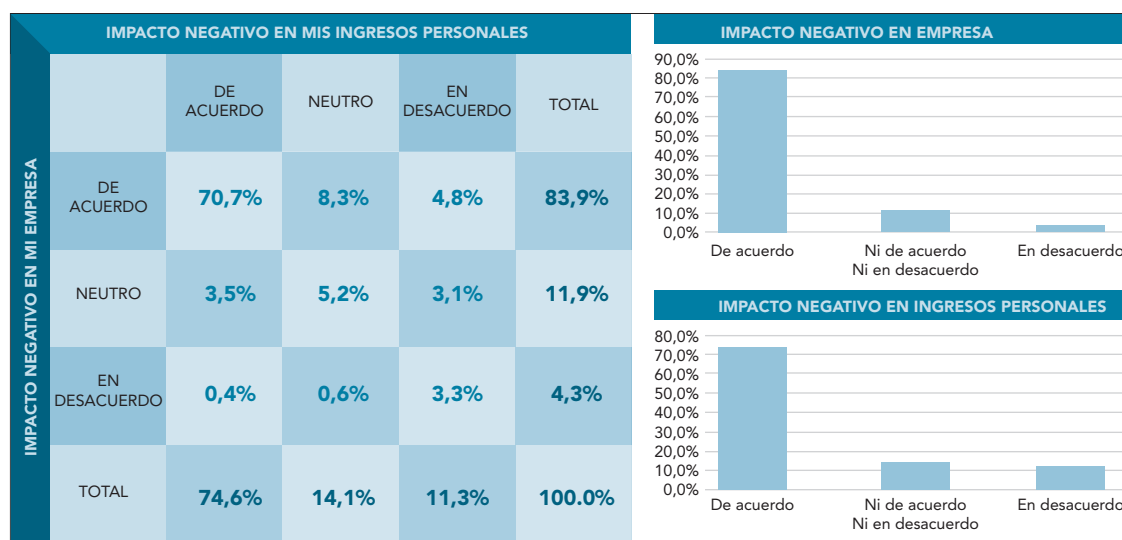 IMPACTO NEGATIVO EN MIS INGRESOS PERSONALES
IMPACTO NEGATIVO EN MI EMPRESA
DE
ACUERDO
NEUTRO
EN
DESACUERDO
TOTAL
DE
ACUERDO
70,7% 8,3% 4,8% 83,9%
NEUTRO 3,5% 5,2% 3,1% 11,9%
EN
DESACUERDO
0,4% 0,6% 3,3% 4,3%
TOTAL 74,6% 14,1% 11,3% 100.0%
IMPACTO NEGATIVO EN EMPRESA
90,0%
80,0%
70,0%
60,0%
50,0%
40,0%
30,0%
20,0%
10,0%
0,0%
De acuerdo
Ni de acuerdo
Ni en desacuerdo
En desacuerdo
IMPACTO NEGATIVO EN INGRESOS PERSONALES
80,0%
70,0%
60,0%
50,0%
40,0%
30,0%
20,0%
10,0%
0,0%
De acuerdo
Ni de acuerdo
Ni en desacuerdo
En desacuerdo